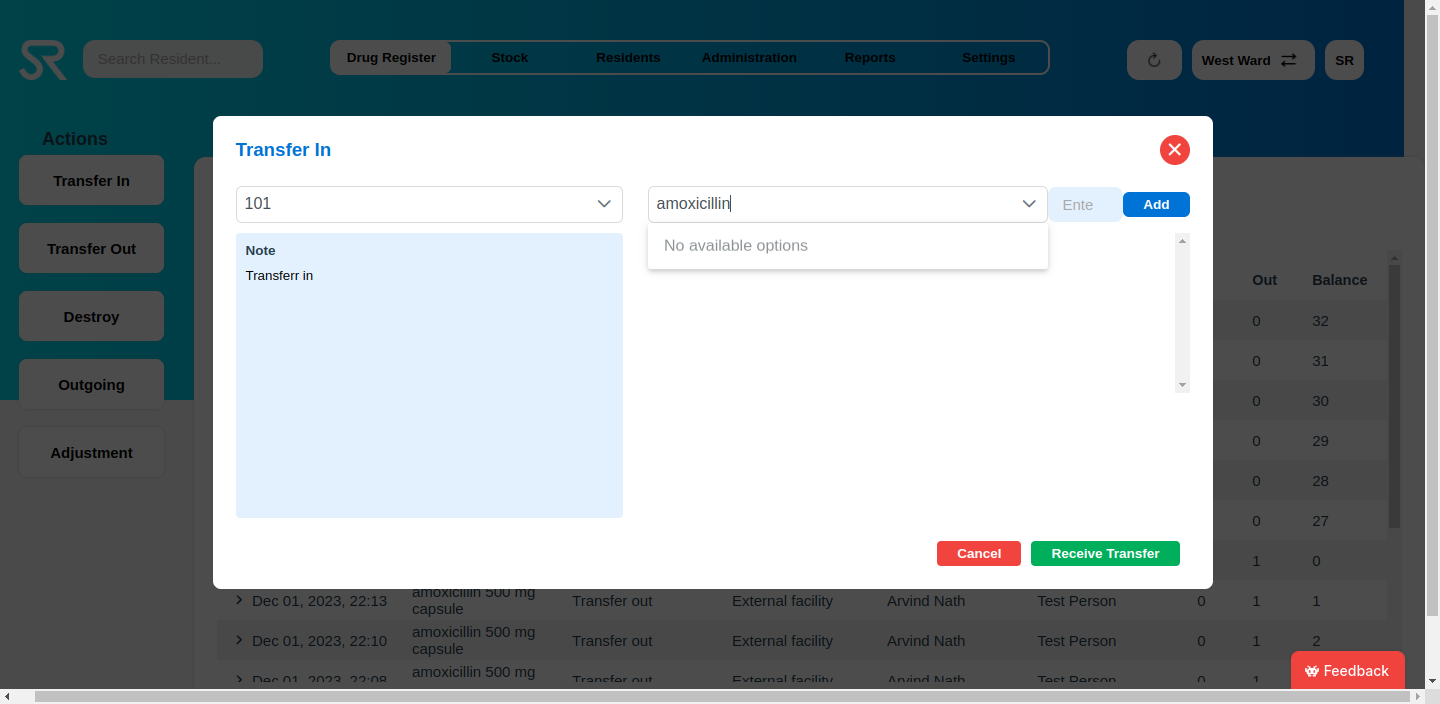 SR
Search Resident...
Drug Register
Stock
Residents
Administration
Reports
Settings
West Ward
SR
Actions
Transfer In
Transfer Out
Destroy
Outgoing
Adjustment
Transfer In
101
amoxicillin
Ente
Add
No available options
Note
Transferr in
Cancel
Receive Transfer
Out Balance
0 32
0 31
0 30
0 29
0 28
0 27
1 0
Dec 01, 2023, 22:13 amoxicillin 500 mg capsule Transfer out External facility Arvind Nath Test Person 0 1 1
Dec 01, 2023, 22:10 amoxicillin 500 mg capsule Transfer out External facility Arvind Nath Test Person 0 1 2
Dec 01, 2023, 22:08 amoxicillin 500 mg Transfer out External facility Arvind Nath Test Person 0 1
Feedback